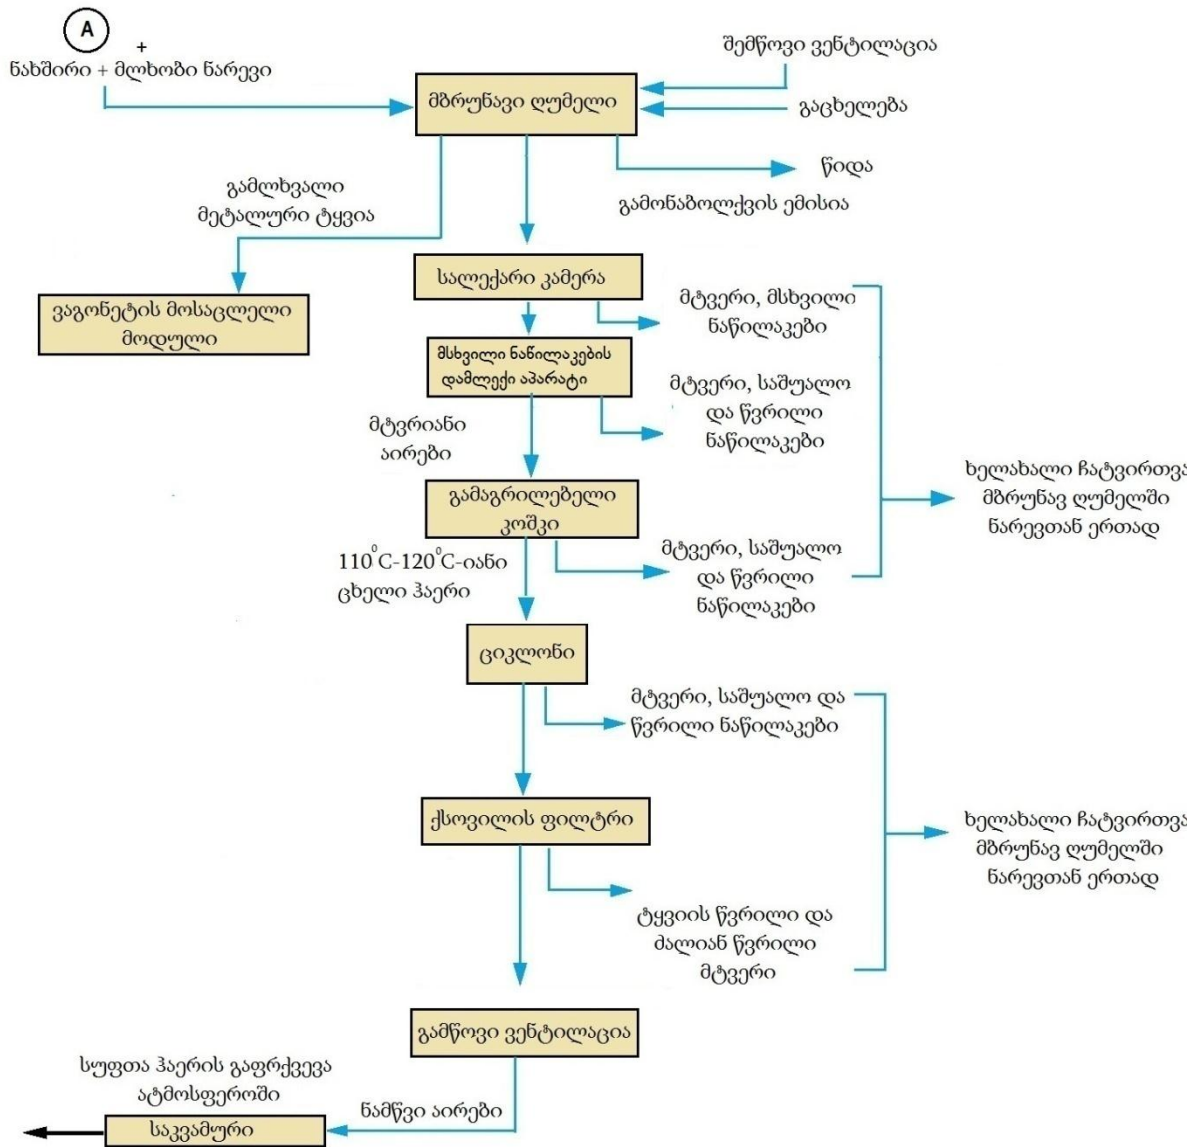 A
+
ნახშირი + მლხობი ნარევი
შემწოვი ვენტილაცია
მბრუნავი ღუმელი
გაცხელება
წიდა
გამონაბოლქვის ემისია
გამლხვალი
მეტალური ტყვია
ვაგონეტის მოსაცლელი
მოდული
სალექარი კამერა
მტვერი, მსხვილი
ნაწილაკები
მსხვილი ნაწილაკების
დამლექი აპარატი
მტვერი, საშუალო
და წვრილი
ნაწილაკები
მტვრიანი
აირები
გამაგრილებელი
კოშკი
ხელახალი ჩატვირთვა
მბრუნავ ღუმელში
ნარევთან ერთად
110⁰C-120⁰C-იანი
ცხელი ჰაერი
მტვერი, საშუალო
და წვრილი
ნაწილაკები
ციკლონი
მტვერი, საშუალო და
წვრილი ნაწილაკები
ქსოვილის ფილტრი
ხელახალი ჩატვირთვა
მბრუნავ ღუმელში
ნარევთან ერთად
ტყვიის წვრილი და
ძალიან წვრილი
მტვერი
გამწოვი ვენტილაცია
სუფთა ჰაერის გაფრქვევა
ატმოსფეროში
ნამწვი აირები
საკვამური